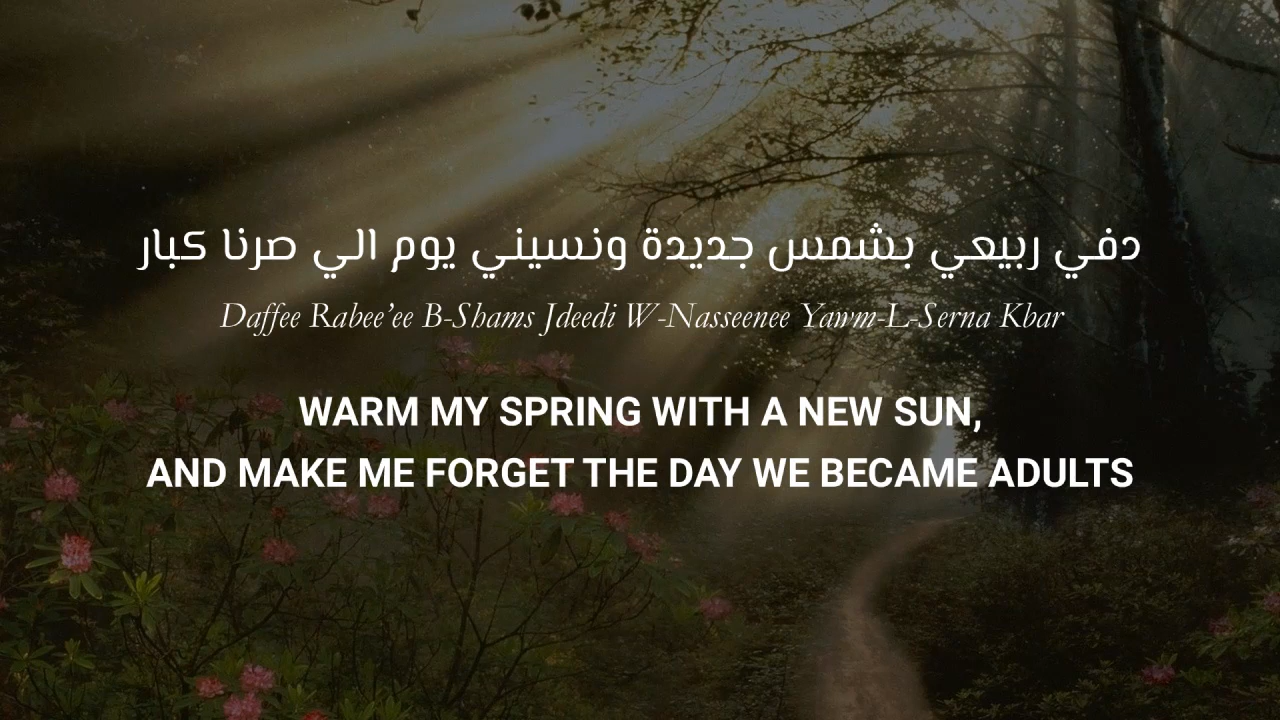 دفي ربيعي بشمس جديدة ونسيني يوم الي صرنا كبار
Daffee Rabee’ee B-Shams Jdeedi W-Nasseenee Yawm-L-Serna Kbar
WARM MY SPRING WITH A NEW SUN,
AND MAKE ME FORGET THE DAY WE BECAME ADULTS